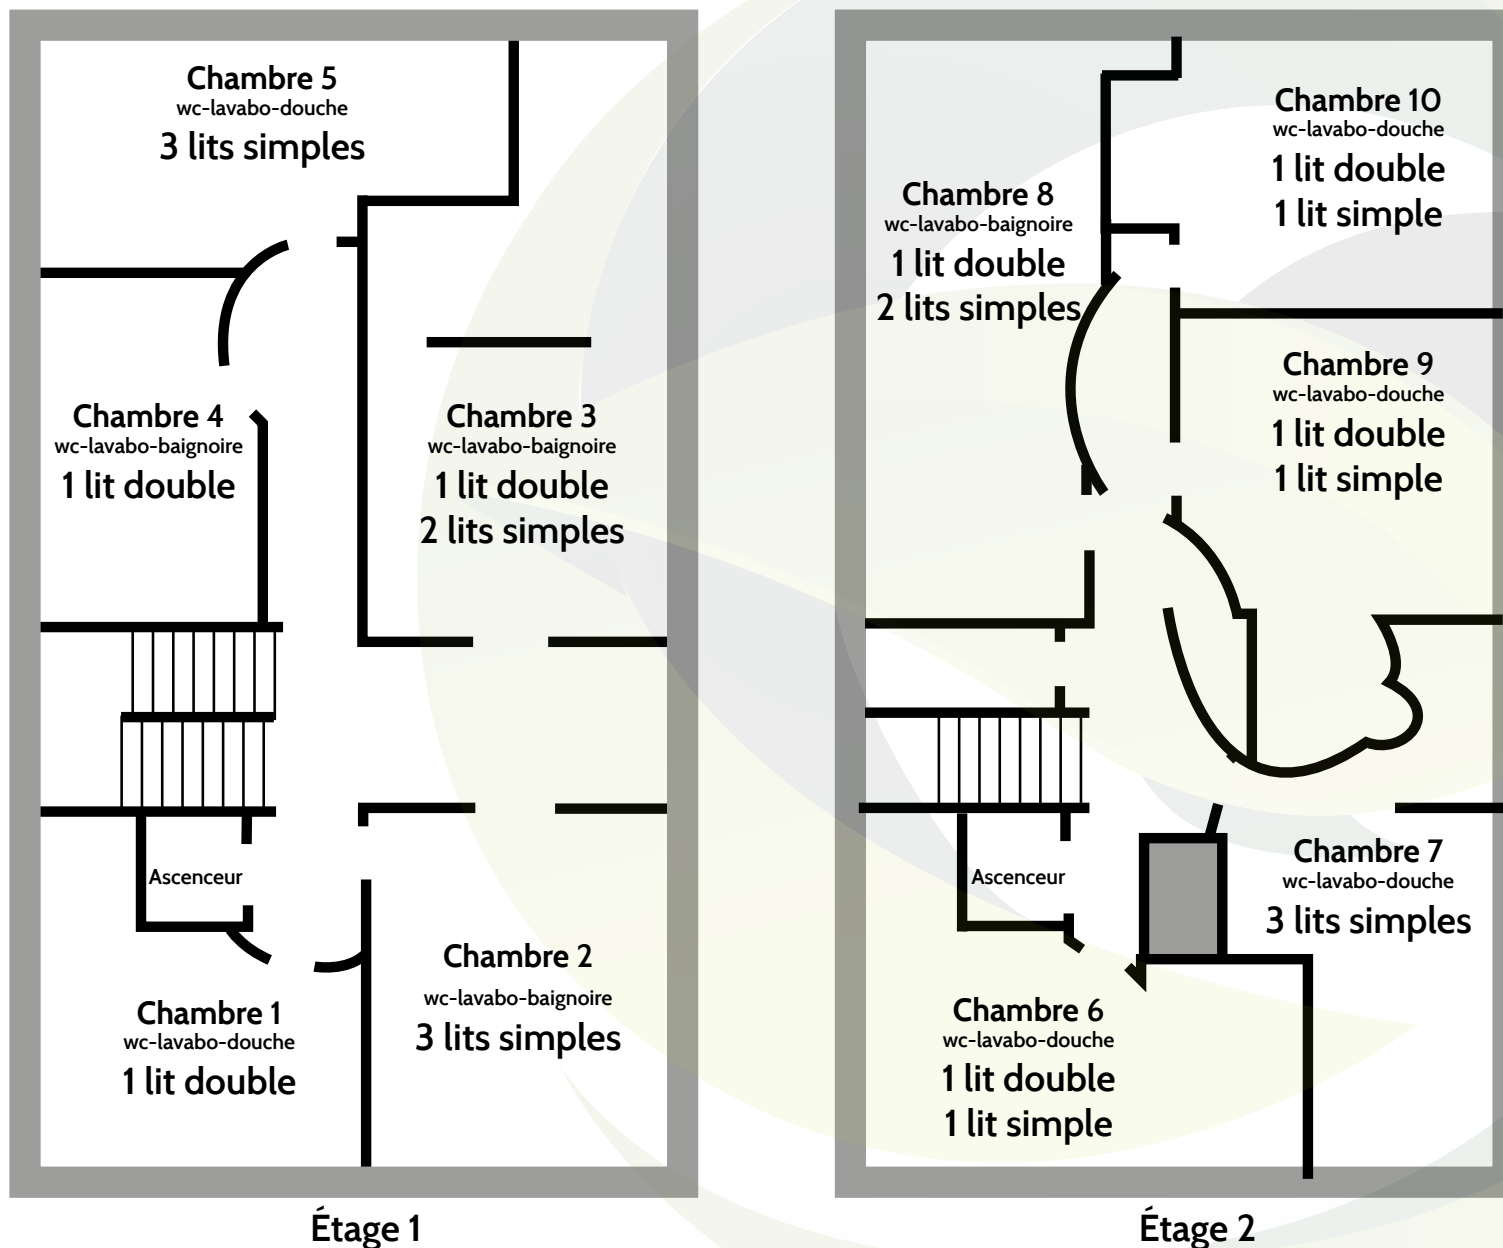 Chambre 5
wc-lavabo-douche
3 lits simples
Chambre 4
wc-lavabo-baignoire
1 lit double
Chambre 3
wc-lavabo-baignoire
1 lit double
2 lits simples
Ascenceur
Chambre 2
wc-lavabo-baignoire
3 lits simples
Chambre 1
wc-lavabo-douche
1 lit double
Étage 1
Chambre 10
wc-lavabo-douche
1 lit double
1 lit simple
Chambre 8
wc-lavabo-baignoire
1 lit double
2 lits simples
Chambre 9
wc-lavabo-douche
1 lit double
1 lit simple
Ascenceur
Chambre 7
wc-lavabo-douche
3 lits simples
Chambre 6
wc-lavabo-douche
1 lit double
1 lit simple
Étage 2